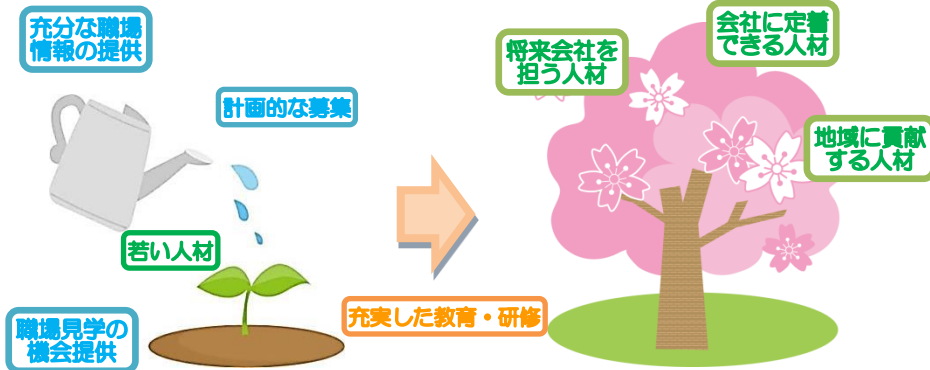 充分な職場
情報の提供
計画的な募集
若い人材
職場見学の
機会提供
充実した教育・研修
将来会社を
担う人材
会社に定着
できる人材
地域に貢献
する人材